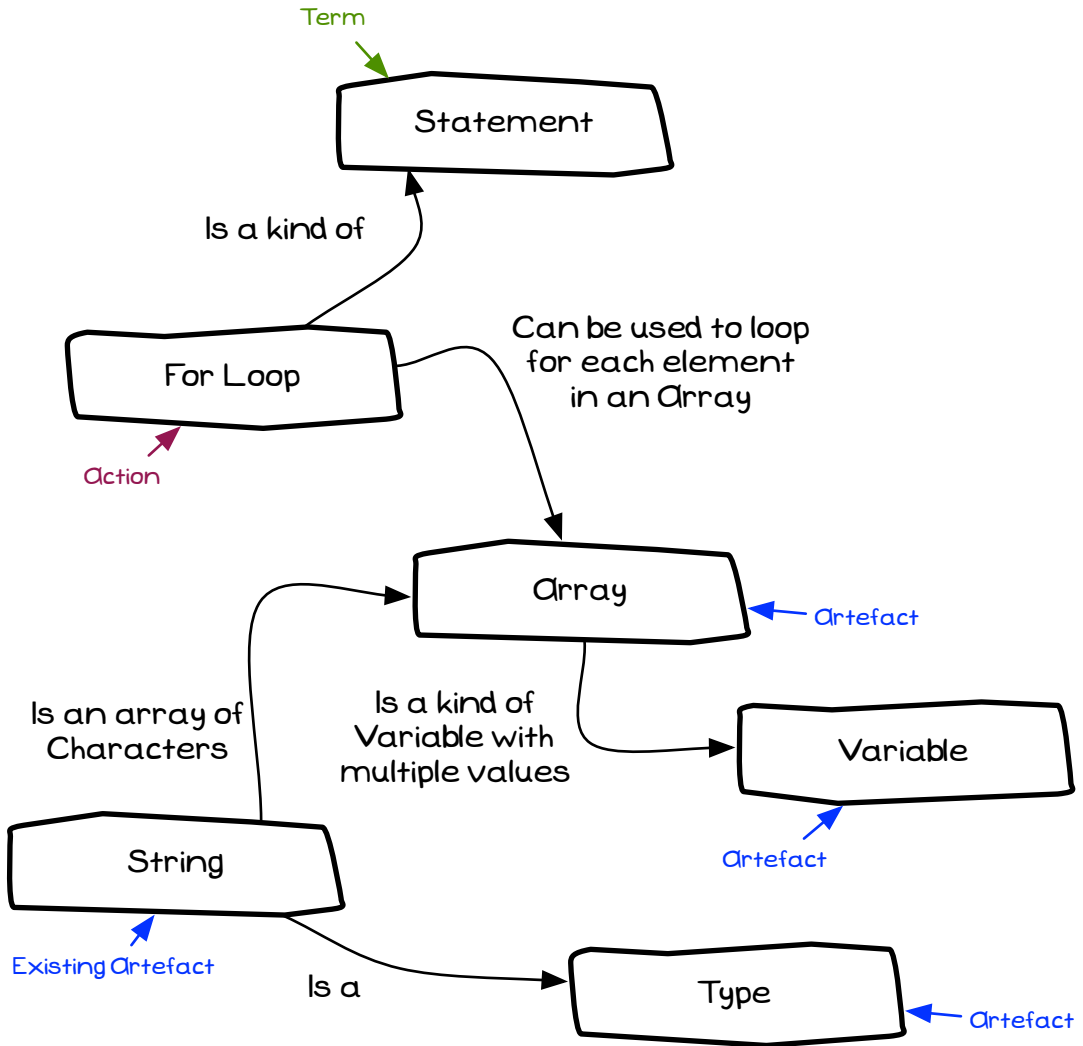 Term
Statement
Is a kind of
Can be used to loop
for each element
in an Array
For Loop
Action
Array
Artefact
Is an array of
Characters
Is a kind of
Variable with
multiple values
Variable
Artefact
String
Existing Artefact
Is a
Type
Artefact